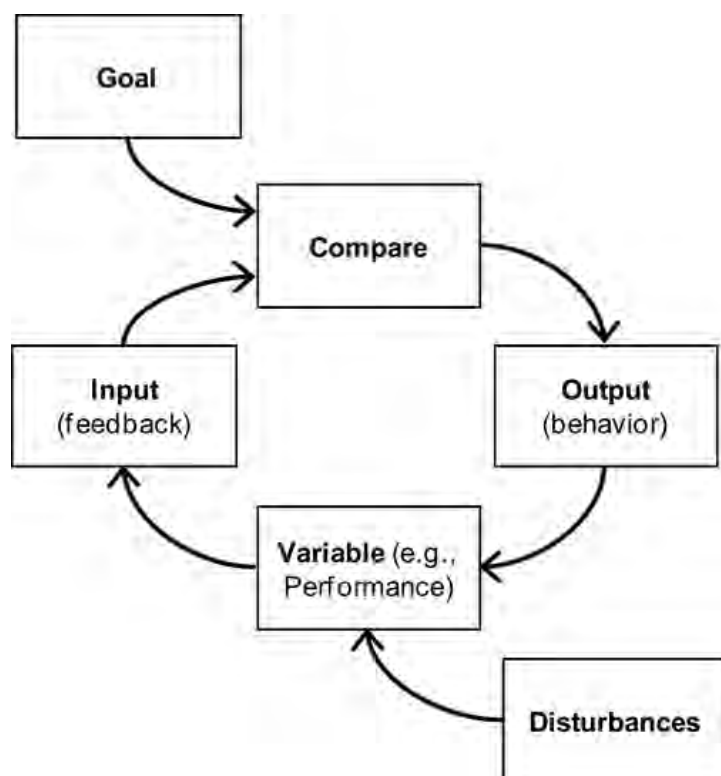 Goal
Compare
Input
(feedback)
Output
(behavior)
Variable (e.g.,
Performance)
Disturbances